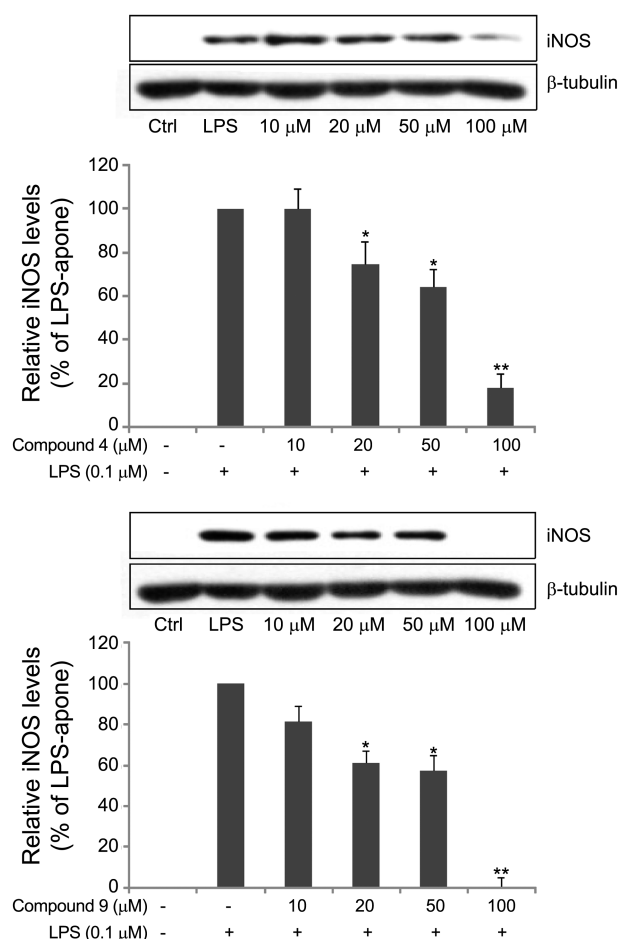 iNOS
β-tubulin
Ctrl LPS 10 μM 20 μM 50 μM 100 μM
Relative iNOS levels
(% of LPS-apone)
120
100
80
60
40
20
0
*
*
**
Compound 4 (μM) - - 10 20 50 100
LPS (0.1 μM) - + + + + +
iNOS
β-tubulin
Ctrl LPS 10 μM 20 μM 50 μM 100 μM
Relative iNOS levels
(% of LPS-apone)
120
100
80
60
40
20
0
*
*
**
Compound 9 (μM) - - 10 20 50 100
LPS (0.1 μM) - + + + + +